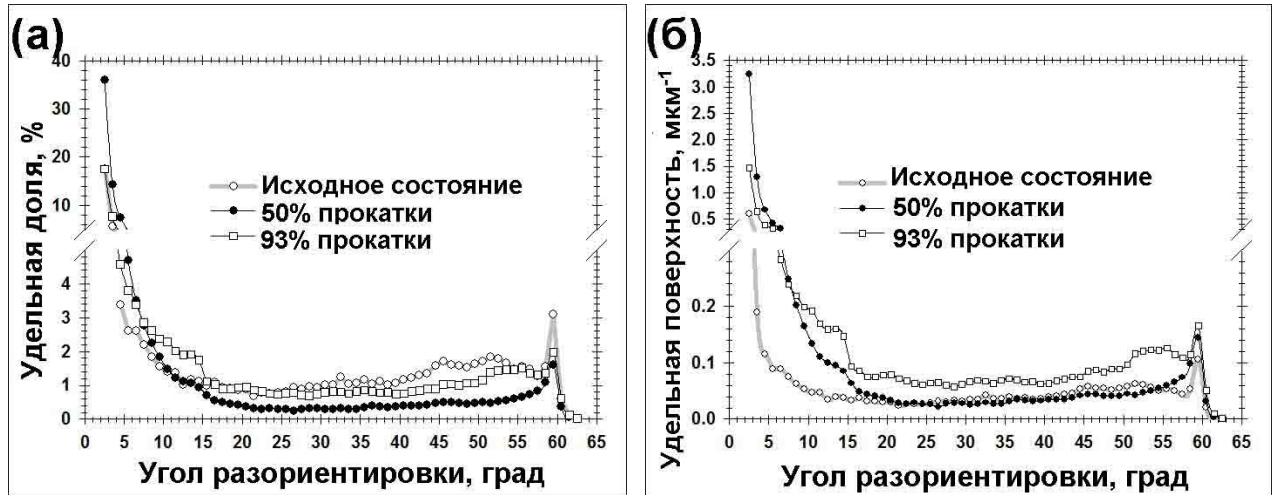 (а)
Удельная доля, %
40
30
20
10
4
3
2
1
0
Исходное состояние
50% прокатки
93% прокатки
0 5 10 15 20 25 30 35 40 45 50 55 60 65
Угол разориентировки, град
(б)
Удельная поверхность, мкм⁻¹
3.5
3.0
2.5
2.0
1.5
1.0
0.5
0.2
0.1
0.0
Исходное состояние
50% прокатки
93% прокатки
0 5 10 15 20 25 30 35 40 45 50 55 60 65
Угол разориентировки, град